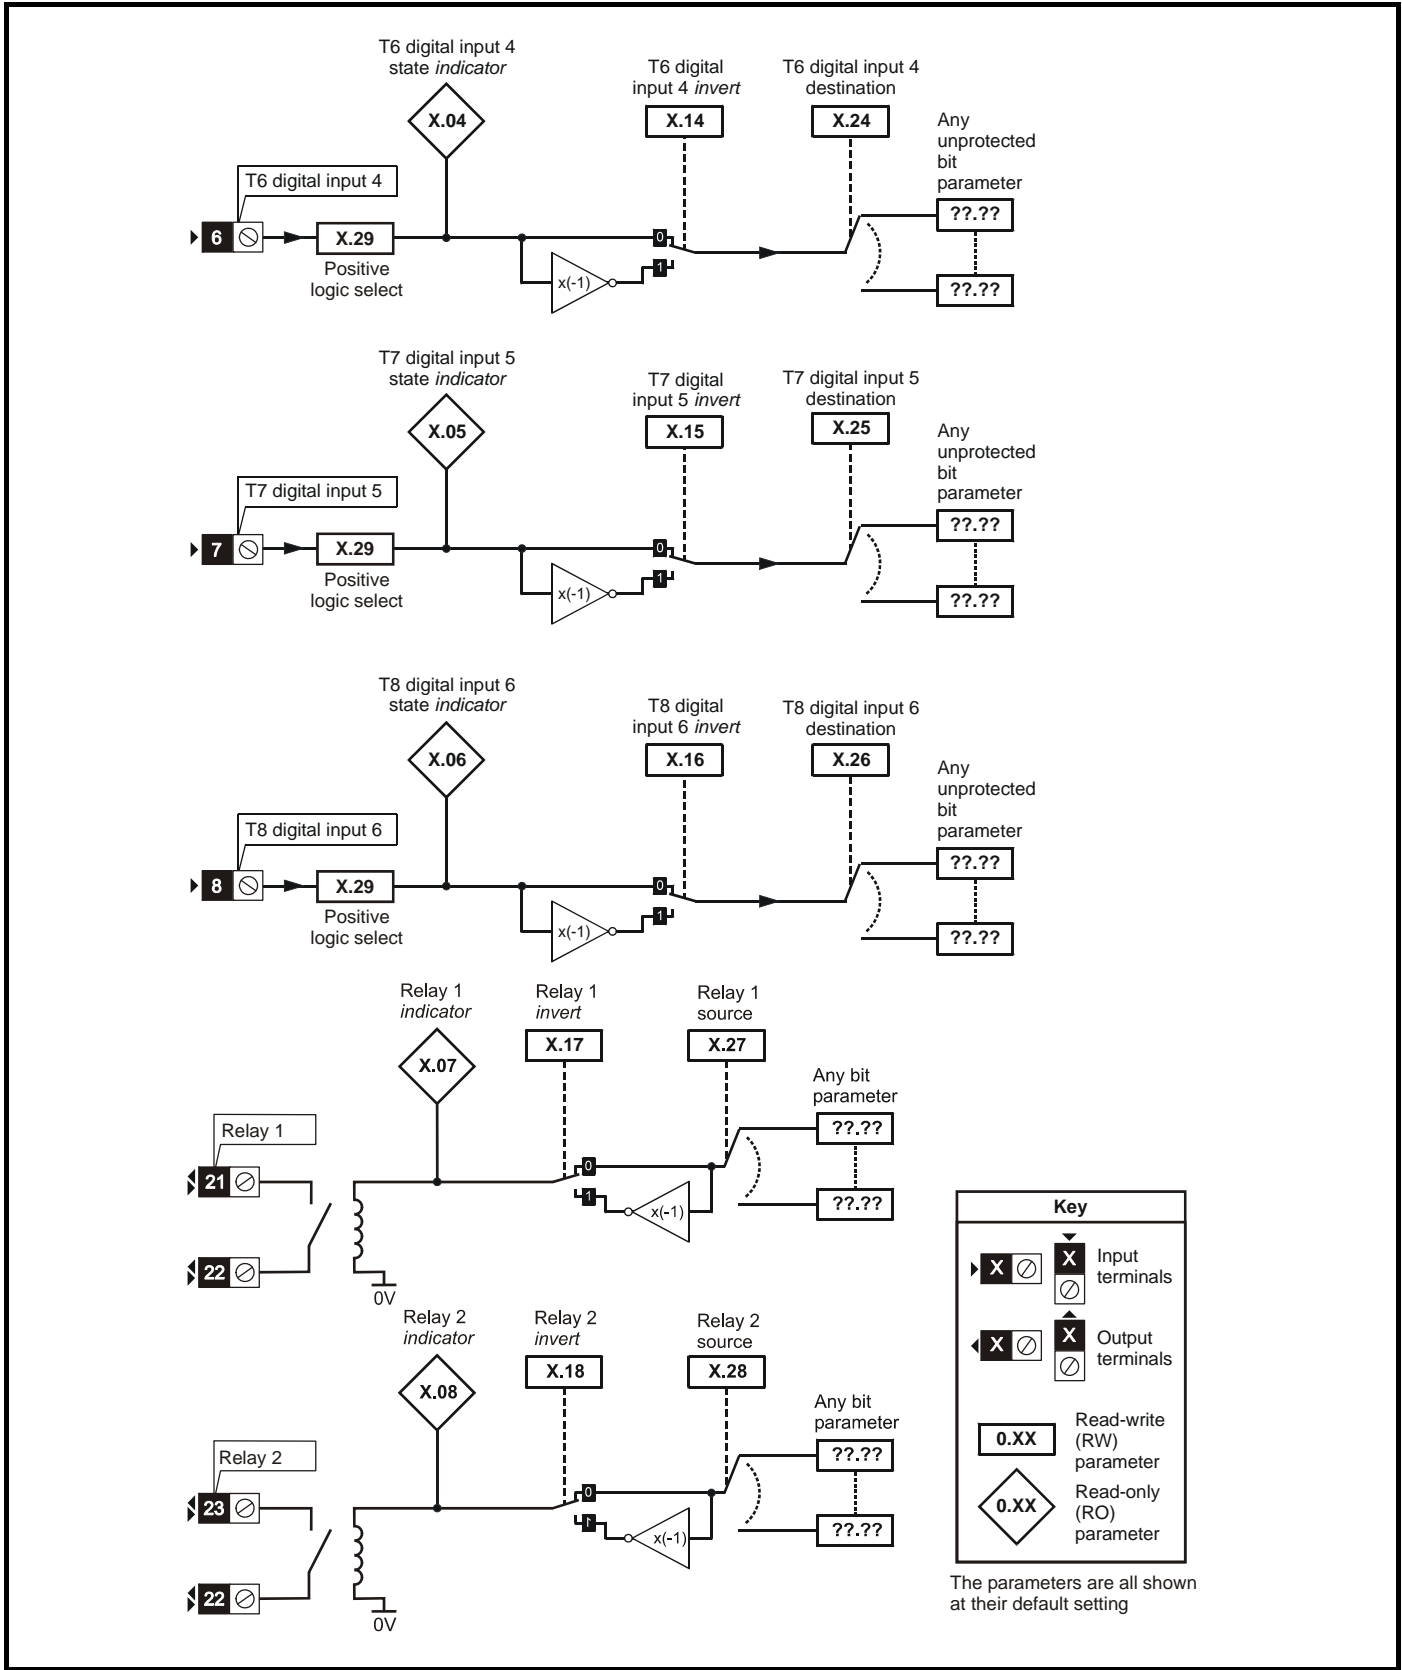 T6 digital input 4
state indicator
X.04
T6 digital
input 4 invert
X.14
T6 digital input 4
destination
X.24
Any
unprotected
bit
parameter
??.??
??.??
T6 digital input 4
6
X.29
Positive
logic select
0
1
x(-1)
T7 digital input 5
state indicator
X.05
T7 digital
input 5 invert
X.15
T7 digital input 5
destination
X.25
Any
unprotected
bit
parameter
??.??
??.??
T7 digital input 5
7
X.29
Positive
logic select
0
1
x(-1)
T8 digital input 6
state indicator
X.06
T8 digital
input 6 invert
X.16
T8 digital input 6
destination
X.26
Any
unprotected
bit
parameter
??.??
??.??
T8 digital input 6
8
X.29
Positive
logic select
0
1
x(-1)
Relay 1
indicator
X.07
Relay 1
invert
X.17
Relay 1
source
X.27
Any bit
parameter
??.??
??.??
Relay 1
21
22
0
1
x(-1)
0V
Relay 2
indicator
X.08
Relay 2
invert
X.18
Relay 2
source
X.28
Any bit
parameter
??.??
??.??
Relay 2
23
22
0
1
x(-1)
0V
Key
X
X
Input
terminals
X
X
Output
terminals
0.XX
Read-write
(RW)
parameter
0.XX
Read-only
(RO)
parameter
The parameters are all shown
at their default setting